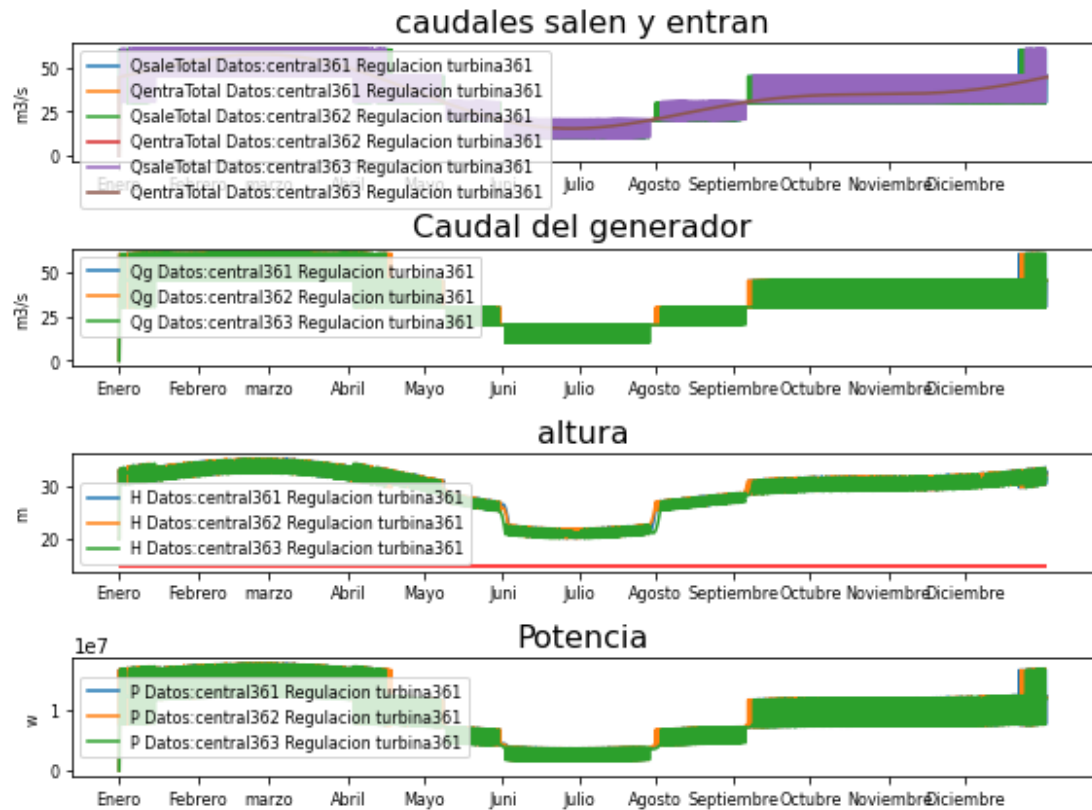 caudales salen y entran
m3/s
50
25
0
QsaleTotal Datos:central361 Regulacion turbina361
QentraTotal Datos:central361 Regulacion turbina361
QsaleTotal Datos:central362 Regulacion turbina361
QentraTotal Datos:central362 Regulacion turbina361
QsaleTotal Datos:central363 Regulacion turbina361
QentraTotal Datos:central363 Regulacion turbina361
Enero Febrero marzo Abril Mayo Juni Julio Agosto Septiembre Octubre Noviembre Diciembre
Caudal del generador
m3/s
50
25
0
Qg Datos:central361 Regulacion turbina361
Qg Datos:central362 Regulacion turbina361
Qg Datos:central363 Regulacion turbina361
Enero Febrero marzo Abril Mayo Juni Julio Agosto Septiembre Octubre Noviembre Diciembre
altura
m
30
20
H Datos:central361 Regulacion turbina361
H Datos:central362 Regulacion turbina361
H Datos:central363 Regulacion turbina361
Enero Febrero marzo Abril Mayo Juni Julio Agosto Septiembre Octubre Noviembre Diciembre
Potencia
1e7
w
1
0
P Datos:central361 Regulacion turbina361
P Datos:central362 Regulacion turbina361
P Datos:central363 Regulacion turbina361
Enero Febrero marzo Abril Mayo Juni Julio Agosto Septiembre Octubre Noviembre Diciembre